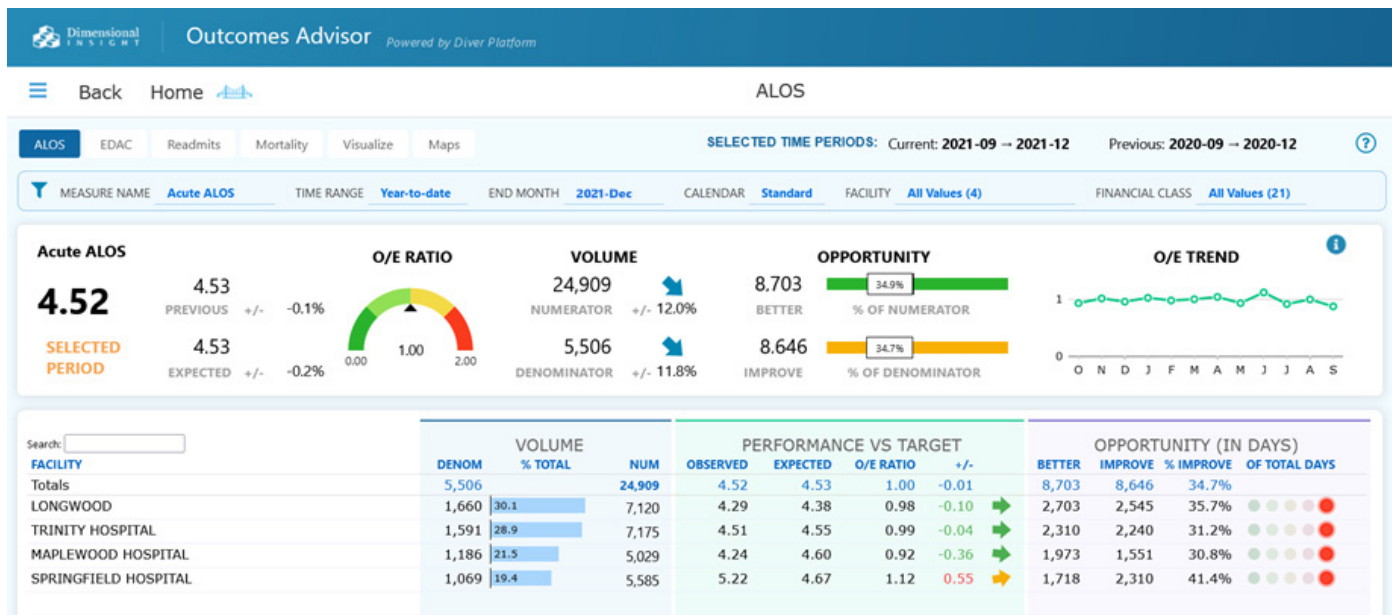 Dimensional INSIGHT Outcomes Advisor Powered by Diver Platform
Back Home ALOS
ALOS EDAC Readmits Mortality Visualize Maps SELECTED TIME PERIODS: Current: 2021-09 → 2021-12 Previous: 2020-09 → 2020-12 ?
MEASURE NAME Acute ALOS TIME RANGE Year-to-date END MONTH 2021-Dec CALENDAR Standard FACILITY All Values (4) FINANCIAL CLASS All Values (21)
Acute ALOS O/E RATIO VOLUME OPPORTUNITY O/E TREND i
4.52 4.53 24,909 8.703 34.9%
PREVIOUS +/- -0.1% NUMERATOR +/- 12.0% BETTER % OF NUMERATOR 1
SELECTED PERIOD 4.53 0.00 1.00 2.00 5,506 8.646 34.7% 0
EXPECTED +/- -0.2% DENOMINATOR +/- 11.8% IMPROVE % OF DENOMINATOR O N D J F M A M J J A S
Search: VOLUME PERFORMANCE VS TARGET OPPORTUNITY (IN DAYS)
FACILITY DENOM % TOTAL NUM OBSERVED EXPECTED O/E RATIO +/- BETTER IMPROVE % IMPROVE OF TOTAL DAYS
Totals 5,506 24,909 4.52 4.53 1.00 -0.01 8,703 8,646 34.7%
LONGWOOD 1,660 30.1 7,120 4.29 4.38 0.98 -0.10 2,703 2,545 35.7%
TRINITY HOSPITAL 1,591 28.9 7,175 4.51 4.55 0.99 -0.04 2,310 2,240 31.2%
MAPLEWOOD HOSPITAL 1,186 21.5 5,029 4.24 4.60 0.92 -0.36 1,973 1,551 30.8%
SPRINGFIELD HOSPITAL 1,069 19.4 5,585 5.22 4.67 1.12 0.55 1,718 2,310 41.4%